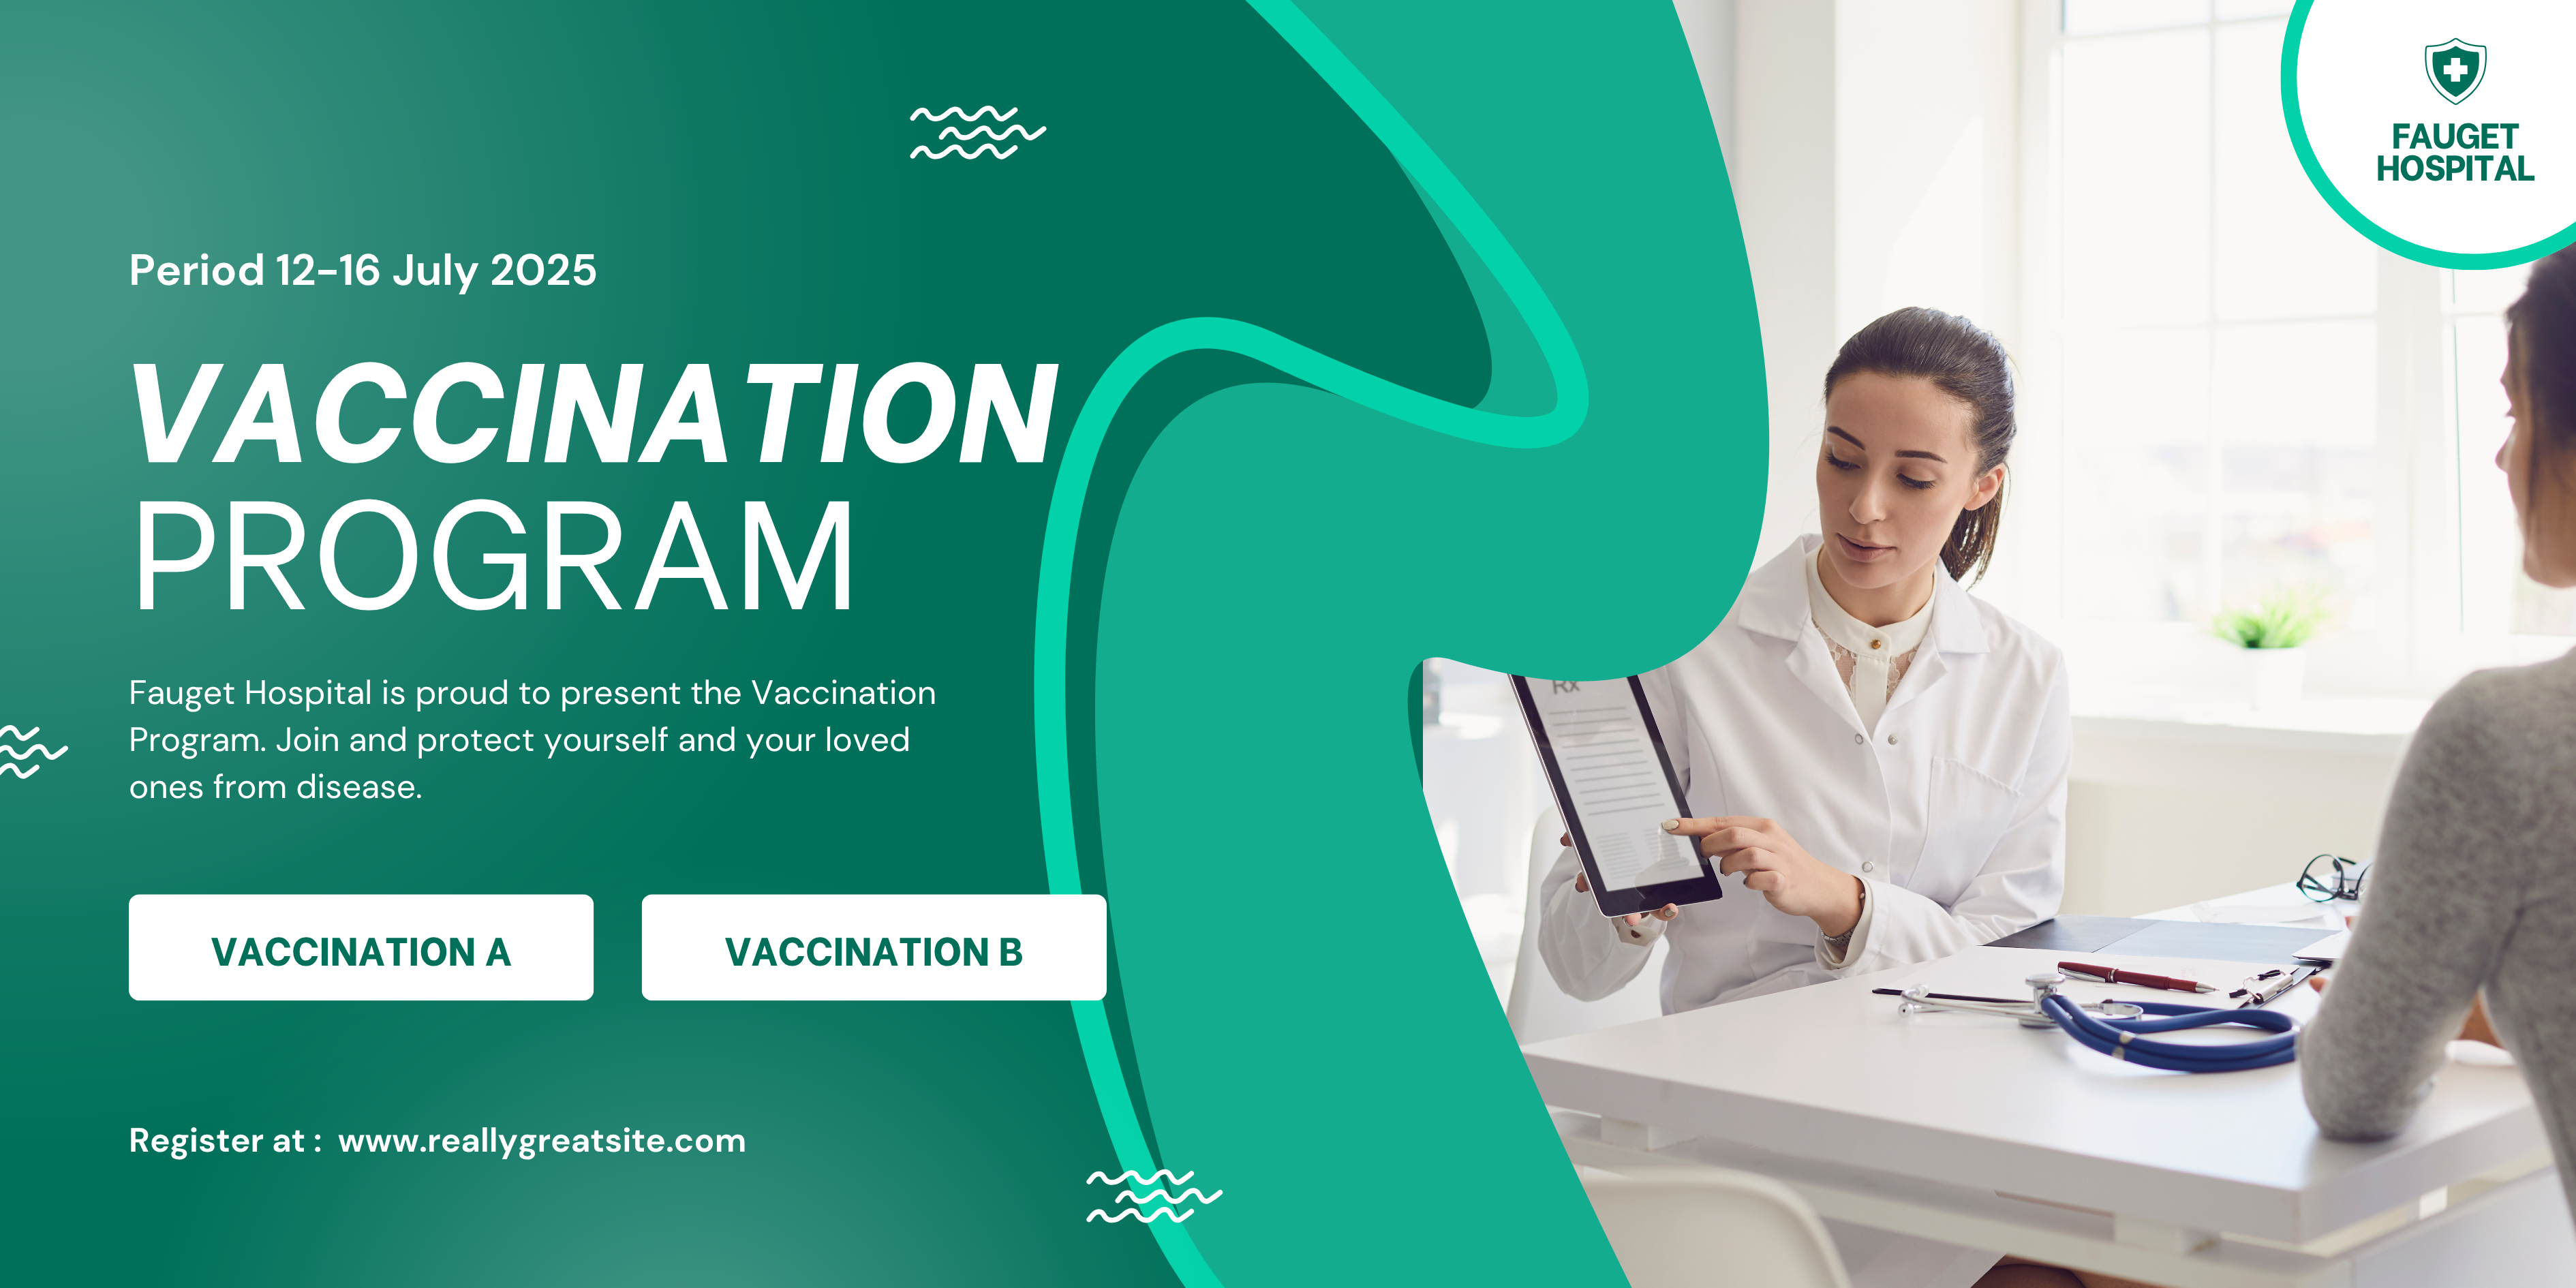 Period 12-16 July 2025
VACCINATION
PROGRAM
Fauget Hospital is proud to present the Vaccination
Program. Join and protect yourself and your loved
ones from disease.
VACCINATION A
VACCINATION B
Register at : www.reallygreatsite.com
FAUGET
HOSPITAL
Rx